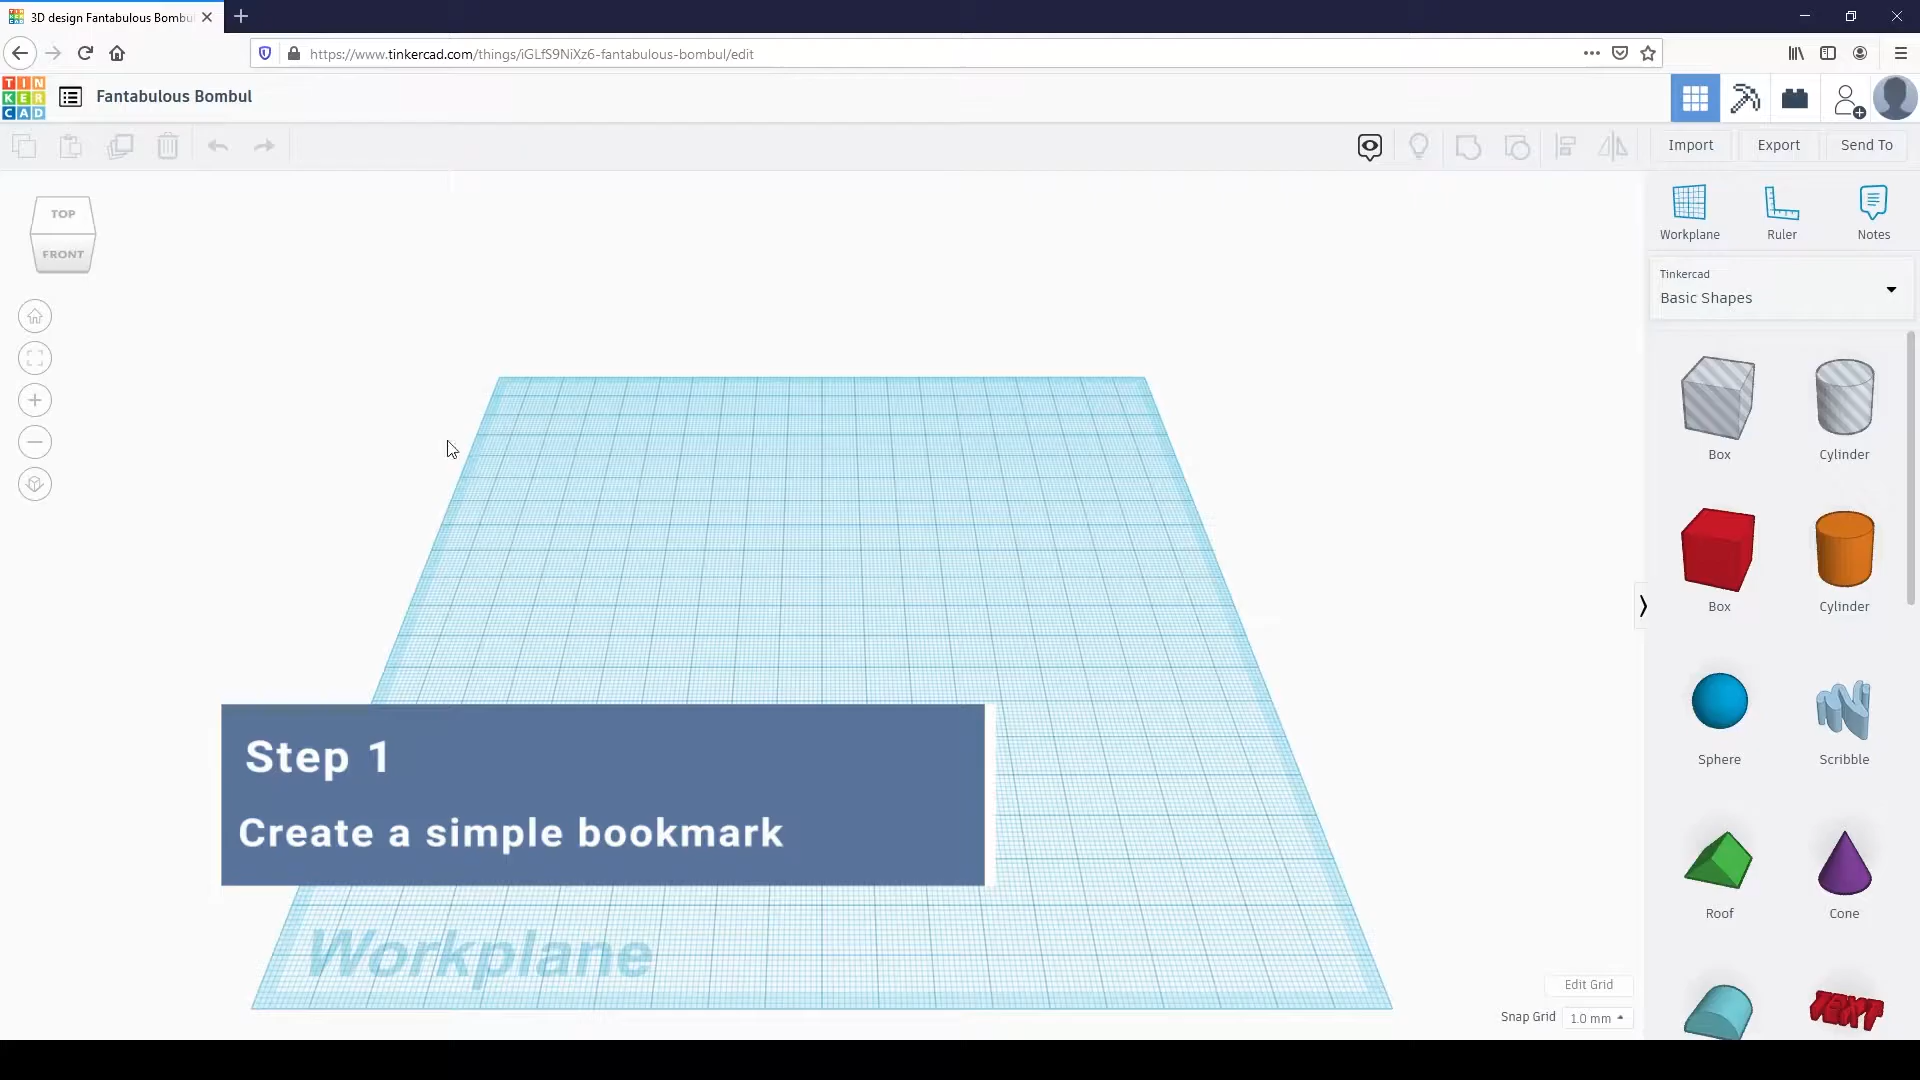 3D design Fantabulous Bombu
https://www.tinkercad.com/things/iGLfS9NiXz6-fantabulous-bombul/edit
TIN
KER
CAD
Fantabulous Bombul
Import
Export
Send To
TOP
FRONT
Workplane
Ruler
Notes
Tinkercad
Basic Shapes
Box
Cylinder
Box
Cylinder
Sphere
Scribble
Roof
Cone
TEXT
Step 1
Create a simple bookmark
Workplane
Edit Grid
Snap Grid
1.0 mm